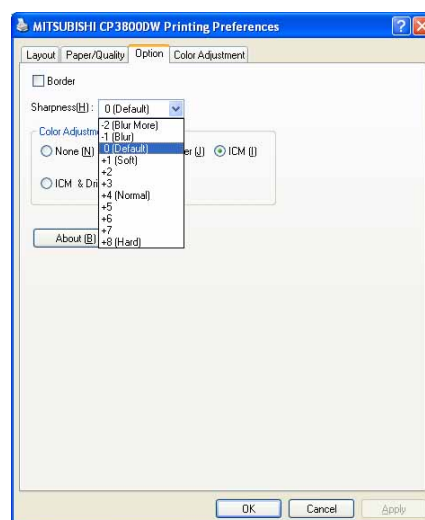 MITSUBISHI CP3800DW Printing Preferences
Layout Paper/Quality Option Color Adjustment
Border
Sharpness(H) : 0 (Default)
-2 (Blur More)
-1 (Blur)
0 (Default)
+1 (Soft)
+2
+3
+4 (Normal)
+5
+6
+7
+8 (Hard)
Color Adjustm
None (N) er (J) ICM (I)
ICM & Dri
About (B)
OK Cancel Apply